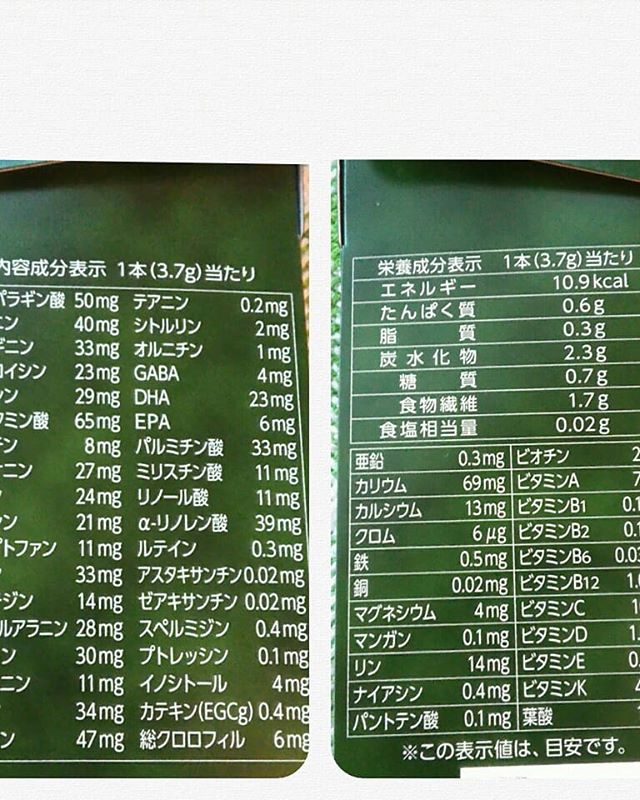 内容成分表示 1本(3.7g)当たり
パラギン酸 50mg テアニン 0.2mg
ニン 40mg シトルリン 2mg
ギニン 33mg オルニチン 1mg
ロイシン 23mg GABA 4mg
ン 29mg DHA 23mg
タミン酸 65mg EPA 6mg
チン 8mg パルミチン酸 33mg
オニン 27mg ミリスチン酸 11mg
24mg リノール酸 11mg
ン 21mg α-リノレン酸 39mg
プトファン 11mg ルテイン 0.3mg
33mg アスタキサンチン 0.02mg
ジン 14mg ゼアキサンチン 0.02mg
ルアラニン 28mg スペルミジン 0.4mg
ン 30mg プトレッシン 0.1mg
ニン 11mg イノシトール 4mg
34mg カテキン(EGCg) 0.4mg
ン 47mg 総クロロフィル 6mg
栄養成分表示 1本(3.7g)当たり
エネルギー 10.9kcal
たんぱく質 0.6g
脂質 0.3g
炭水化物 2.3g
糖質 0.7g
食物繊維 1.7g
食塩相当量 0.02g
亜鉛 0.3mg ビオチン 2
カリウム 69mg ビタミンA 7
カルシウム 13mg ビタミンB1 0.1
クロム 6μg ビタミンB2 0.1
鉄 0.5mg ビタミンB6 0.0
銅 0.02mg ビタミンB12 1.
マグネシウム 4mg ビタミンC 1
マンガン 0.1mg ビタミンD 1
リン 14mg ビタミンE 0.
ナイアシン 0.4mg ビタミンK 4
パントテン酸 0.1mg 葉酸
※この表示値は、目安です。